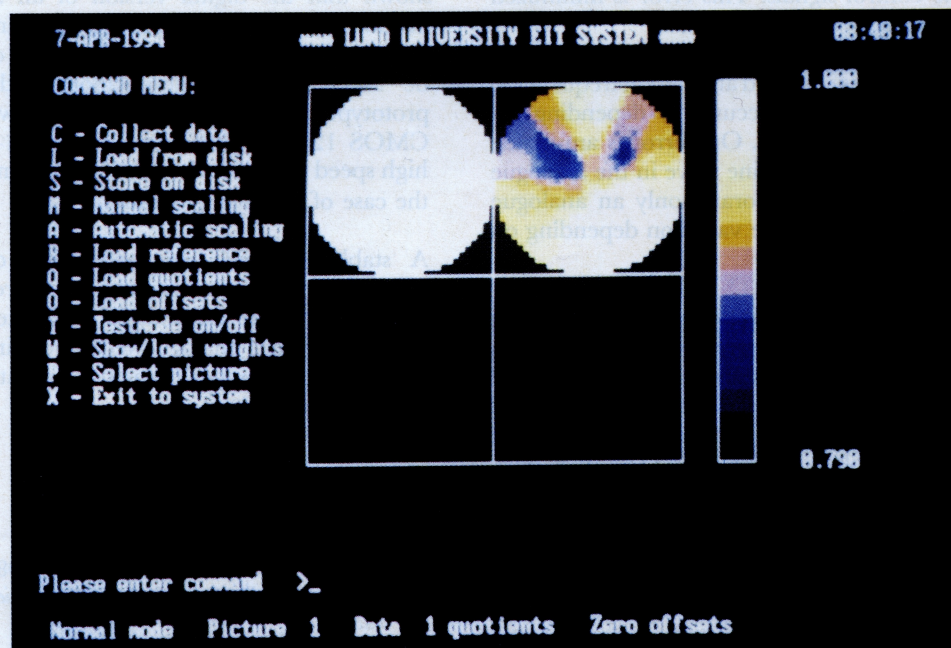 7-APR-1994 **** LUND UNIVERSITY EIT SYSTEM **** 08:40:17
COMMAND MENU:
1.000
C - Collect data
L - Load from disk
S - Store on disk
M - Manual scaling
A - Automatic scaling
R - Load reference
Q - Load quotients
O - Load offsets
T - Testmode on/off
W - Show/load weights
P - Select picture
X - Exit to system
0.790
Please enter command >_
Normal mode Picture 1 Data 1 quotients Zero offsets